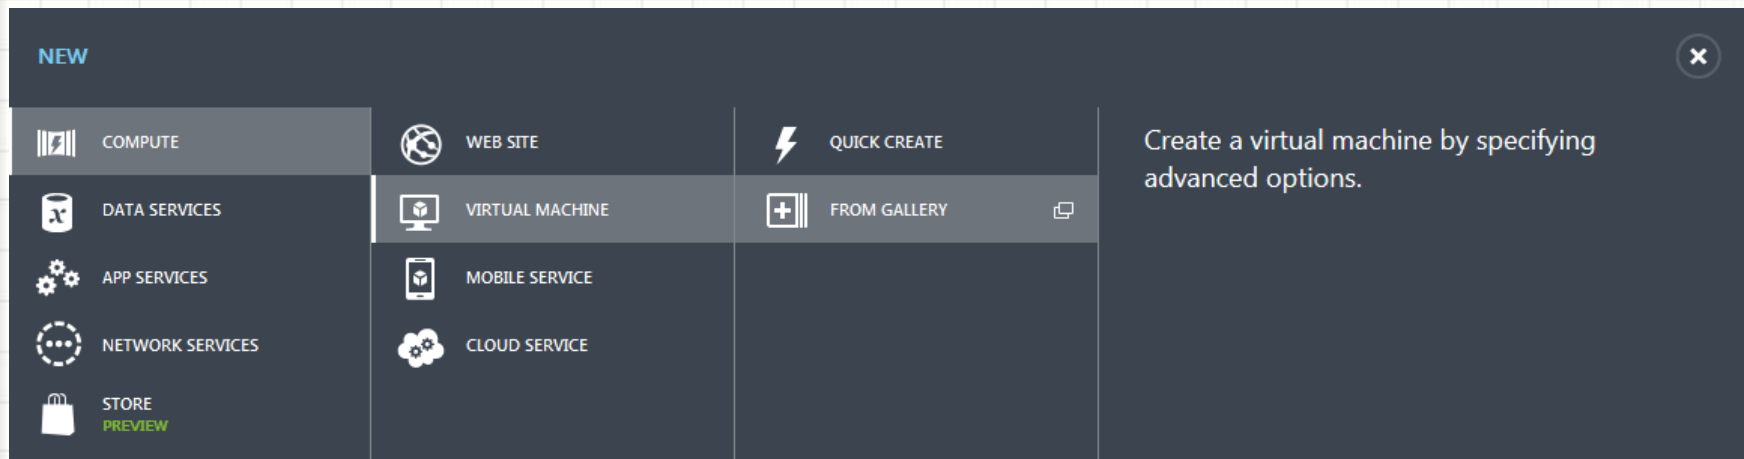 NEW
COMPUTE
DATA SERVICES
APP SERVICES
NETWORK SERVICES
STORE
PREVIEW
WEB SITE
VIRTUAL MACHINE
MOBILE SERVICE
CLOUD SERVICE
QUICK CREATE
FROM GALLERY
Create a virtual machine by specifying
advanced options.